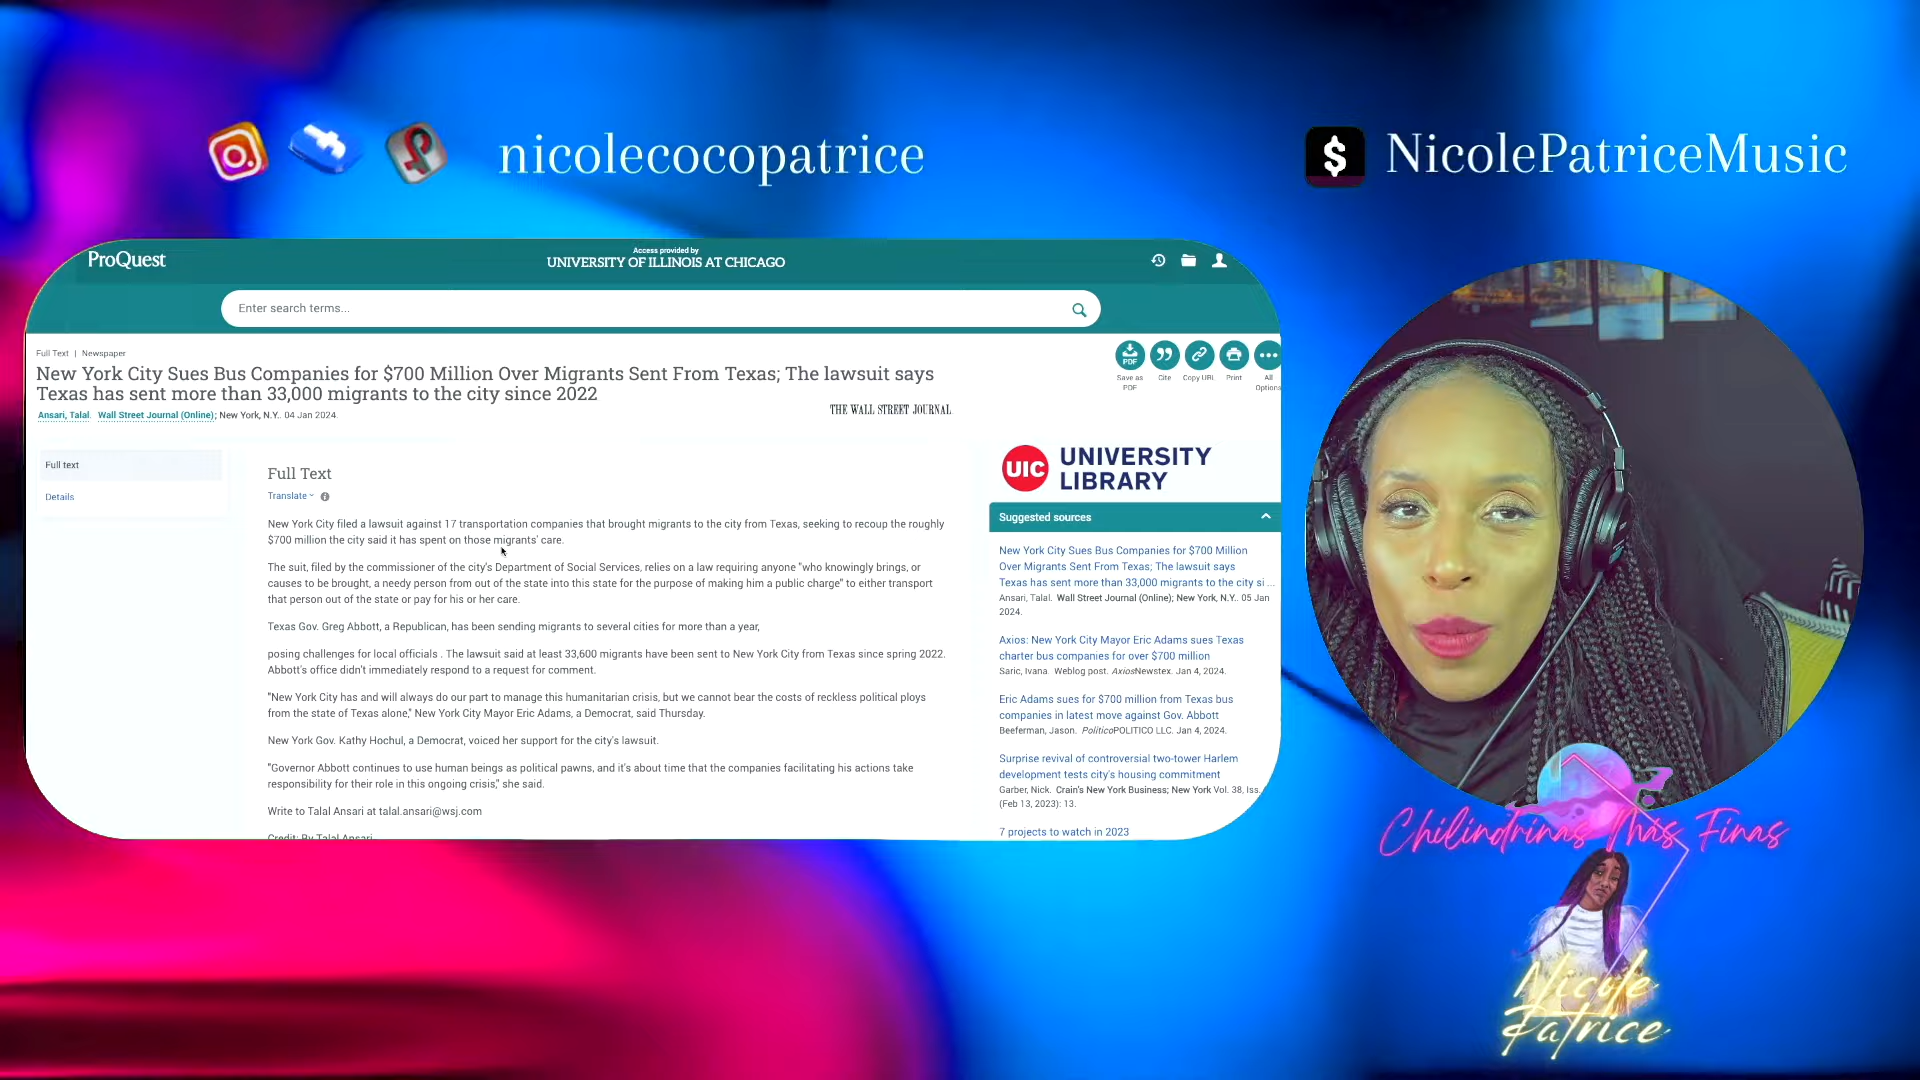 nicolecocopatrice
NicolePatriceMusic
ProQuest
Access provided by
UNIVERSITY OF ILLINOIS AT CHICAGO
Enter search terms...
Full Text | Newspaper
New York City Sues Bus Companies for $700 Million Over Migrants Sent From Texas; The lawsuit says
Texas has sent more than 33,000 migrants to the city since 2022
Ansari, Talal. Wall Street Journal (Online); New York, N.Y.. 04 Jan 2024.
THE WALL STREET JOURNAL.
PDF
Save as
PDF
Cite
Copy URL
Print
All
Options
Full text
Details
Full Text
Translate
New York City filed a lawsuit against 17 transportation companies that brought migrants to the city from Texas, seeking to recoup the roughly
$700 million the city said it has spent on those migrants' care.
The suit, filed by the commissioner of the city's Department of Social Services, relies on a law requiring anyone "who knowingly brings, or
causes to be brought, a needy person from out of the state into this state for the purpose of making him a public charge" to either transport
that person out of the state or pay for his or her care.
Texas Gov. Greg Abbott, a Republican, has been sending migrants to several cities for more than a year,
posing challenges for local officials . The lawsuit said at least 33,600 migrants have been sent to New York City from Texas since spring 2022.
Abbott's office didn't immediately respond to a request for comment.
"New York City has and will always do our part to manage this humanitarian crisis, but we cannot bear the costs of reckless political ploys
from the state of Texas alone," New York City Mayor Eric Adams, a Democrat, said Thursday.
New York Gov. Kathy Hochul, a Democrat, voiced her support for the city's lawsuit.
"Governor Abbott continues to use human beings as political pawns, and it's about time that the companies facilitating his actions take
responsibility for their role in this ongoing crisis," she said.
Write to Talal Ansari at talal.ansari@wsj.com
Credit: By Talal Ansari
UIC UNIVERSITY
LIBRARY
Suggested sources
New York City Sues Bus Companies for $700 Million
Over Migrants Sent From Texas; The lawsuit says
Texas has sent more than 33,000 migrants to the city si ...
Ansari, Talal. Wall Street Journal (Online); New York, N.Y.. 05 Jan
2024.
Axios: New York City Mayor Eric Adams sues Texas
charter bus companies for over $700 million
Saric, Ivana. Weblog post. AxiosNewstex. Jan 4, 2024.
Eric Adams sues for $700 million from Texas bus
companies in latest move against Gov. Abbott
Beeferman, Jason. PoliticoPOLITICO LLC. Jan 4, 2024.
Surprise revival of controversial two-tower Harlem
development tests city's housing commitment
Garber, Nick. Crain's New York Business; New York Vol. 38, Iss.
(Feb 13, 2023): 13.
7 projects to watch in 2023
Chilindrinas Más Finas
Nicole
Patrice